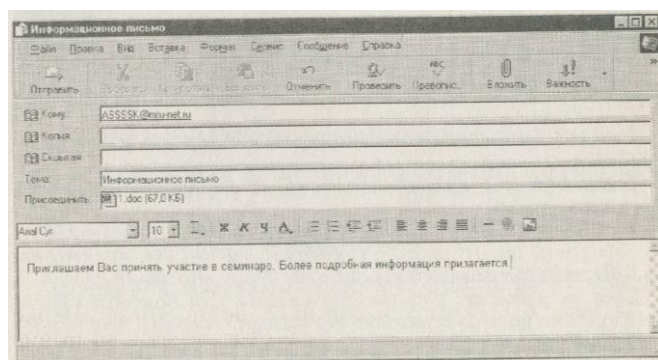 Информационное письмо
Файл Правка Вид Вставка Формат Сервис Сообщение Справка
Отправить Отменить Проверить Правопис... Вложить Важность »
Кому: ASSSSK@mcu-net.ru
Копия
Скрытая
Тема: Информационное письмо
Присоединить: 1.doc (67,0 КБ)
Arial Cyr 10 Ж К Ч А
Приглашаем Вас принять участие в семинаре. Более подробная информация прилагается.